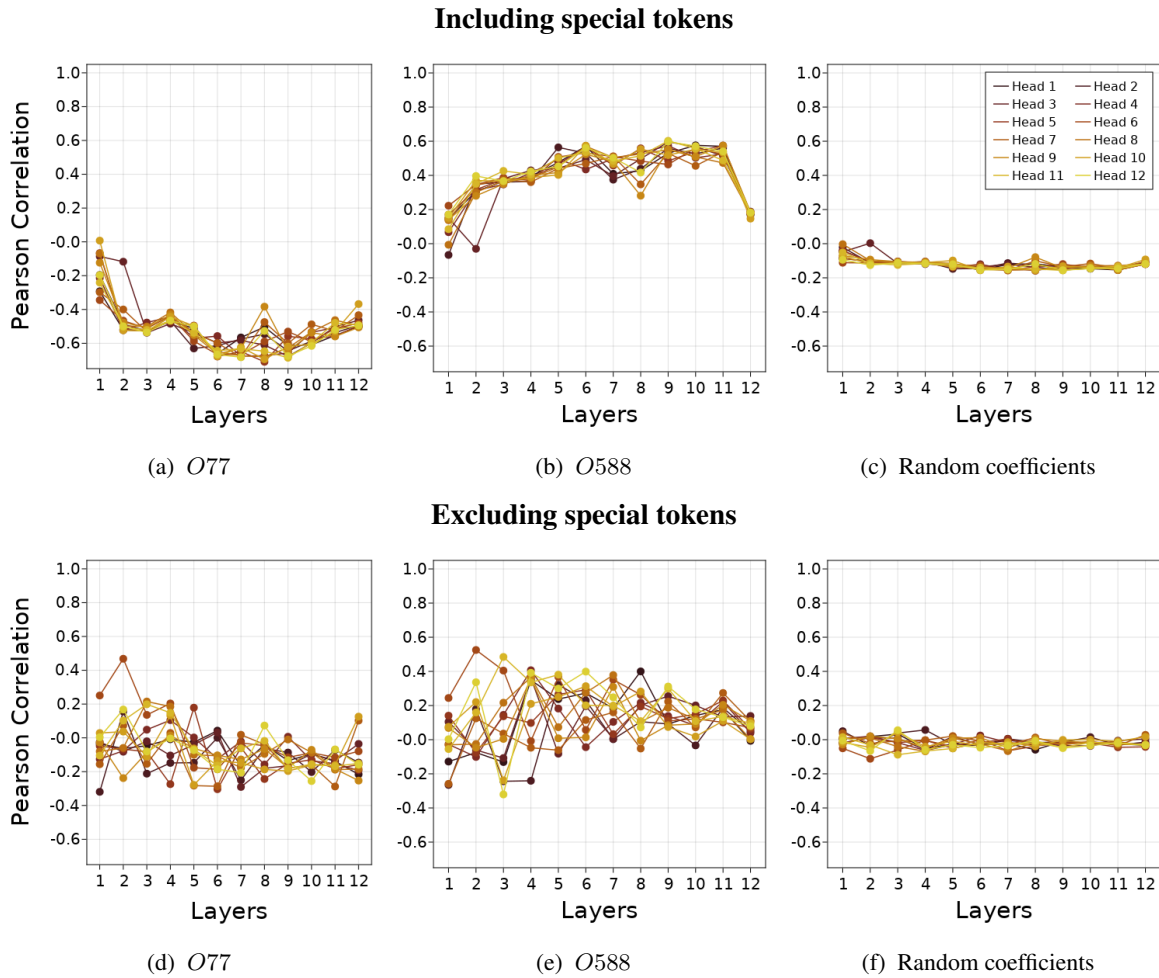 Including special tokens
Pearson Correlation
1.0
0.8
0.6
0.4
0.2
-0.0
-0.2
-0.4
-0.6
1 2 3 4 5 6 7 8 9 10 11 12
Layers
(a) O77
1.0
0.8
0.6
0.4
0.2
-0.0
-0.2
-0.4
-0.6
1 2 3 4 5 6 7 8 9 10 11 12
Layers
(b) O588
1.0
0.8
0.6
0.4
0.2
-0.0
-0.2
-0.4
-0.6
Head 1 Head 2
Head 3 Head 4
Head 5 Head 6
Head 7 Head 8
Head 9 Head 10
Head 11 Head 12
1 2 3 4 5 6 7 8 9 10 11 12
Layers
(c) Random coefficients
Excluding special tokens
Pearson Correlation
1.0
0.8
0.6
0.4
0.2
-0.0
-0.2
-0.4
-0.6
1 2 3 4 5 6 7 8 9 10 11 12
Layers
(d) O77
1.0
0.8
0.6
0.4
0.2
-0.0
-0.2
-0.4
-0.6
1 2 3 4 5 6 7 8 9 10 11 12
Layers
(e) O588
1.0
0.8
0.6
0.4
0.2
-0.0
-0.2
-0.4
-0.6
1 2 3 4 5 6 7 8 9 10 11 12
Layers
(f) Random coefficients